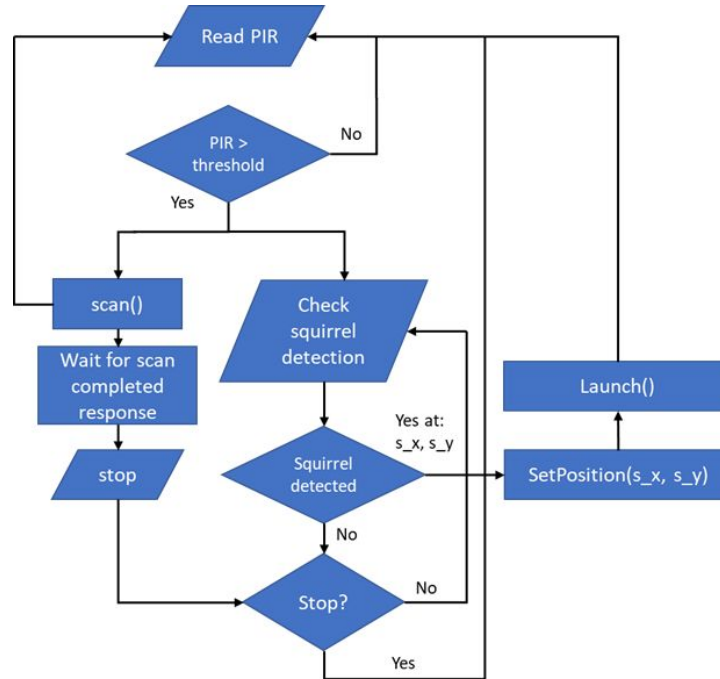 Read PIR
No
PIR >
threshold
Yes
scan()
Check
squirrel
detection
Wait for scan
completed
response
Launch()
Yes at:
s_x, s_y
stop
Squirrel
detected
SetPosition(s_x, s_y)
No
Stop?
No
Yes